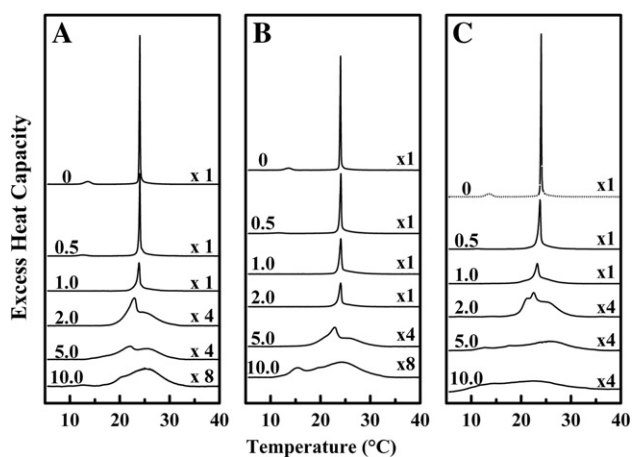 A B C
Excess Heat Capacity
0 x 1
0.5 x 1
1.0 x 1
2.0 x 4
5.0 x 4
10.0 x 8
0 x1
0.5 x1
1.0 x1
2.0 x1
5.0 x4
10.0 x8
0 x1
0.5 x1
1.0 x1
2.0 x4
5.0 x4
10.0 x4
10 20 30 40 10 20 30 40 10 20 30 40
Temperature (°C)